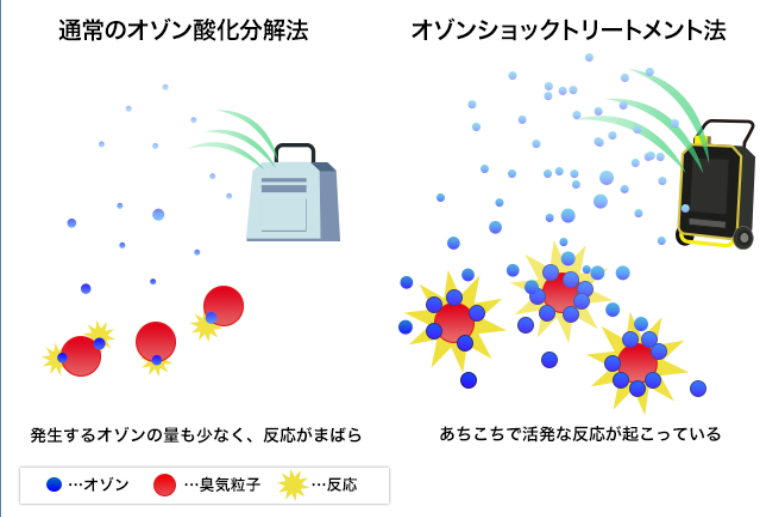 通常のオゾン酸化分解法
オゾンショックトリートメント法
発生するオゾンの量も少なく、反応がまばら
あちこちで活発な反応が起こっている
…オゾン …臭気粒子 …反応